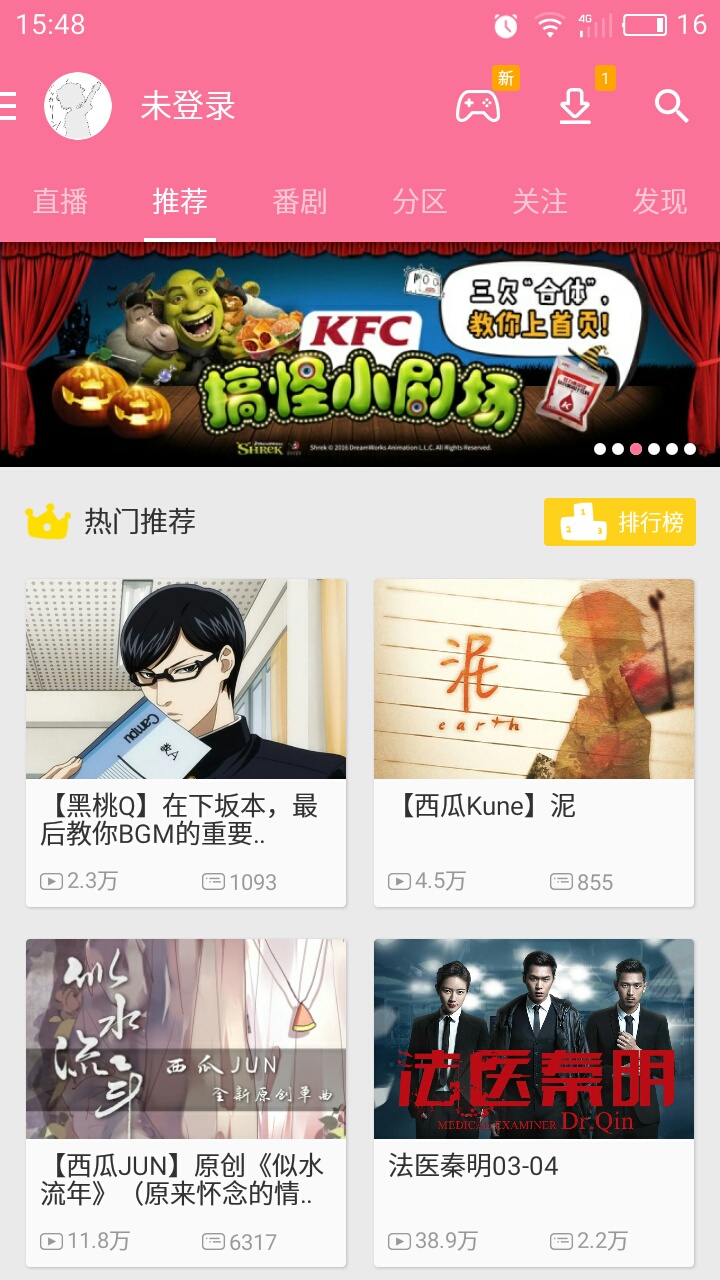 15:48
4G
16
新
1
未登录
直播 推荐 番剧 分区 关注 发现
三欠“合体”,
教你上首页!
KFC
搞怪小剧场
SHREK
Shrek © 2016 DreamWorks Animation L.L.C. All Rights Reserved.
热门推荐
1
2 3
排行榜
Campu
泥
earth
【黑桃Q】在下坂本，最
后教你BGM的重要..
2.3万 1093
【西瓜Kune】泥
4.5万 855
似水流年
西瓜JUN
全新原创单曲
法医秦明
MEDICAL EXAMINER Dr.Qin
【西瓜JUN】原创《似水
流年》（原来怀念的情..
11.8万 6317
法医秦明03-04
38.9万 2.2万